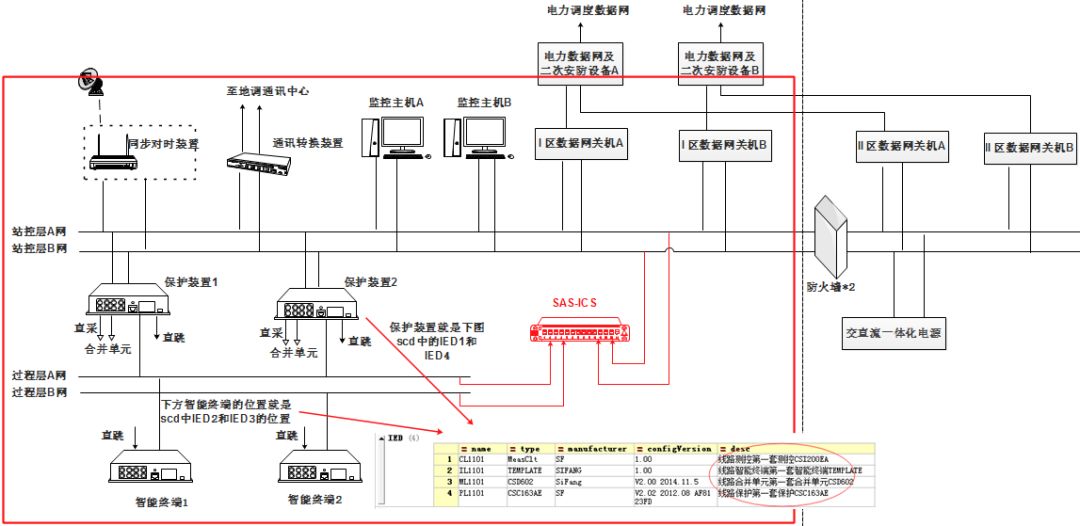 电力调度数据网
电力调度数据网
电力数据网及
二次安防设备A
电力数据网及
二次安防设备B
至地调通讯中心
监控主机A
监控主机B
同步对时装置
通讯转换装置
I区数据网关机A
I区数据网关机B
II区数据网关机A
II区数据网关机B
站控层A网
站控层B网
保护装置1
保护装置2
防火墙*2
SAS-ICS
直采
直跳
合并单元
直采
直跳
合并单元
保护装置就是下图
scd中的IED1和
IED4
交直流一体化电源
过程层A网
过程层B网
下方智能终端的位置就是
scd中IED2和IED3的位置
直跳
直跳
智能终端1
智能终端2
IED (4)
= name = type = manufacturer = configVersion = desc
1 CL1101 MeasClt SF 1.00 线路测控第一套测控CSI200EA
2 IL1101 TEMPLATE SIFANG 1.00 线路智能终端第一套智能终端TEMPLATE
3 ML1101 CSD602 SiFang V2.00 2014.11.5 线路合并单元第一套合并单元CSD602
4 PL1101 CSC163AE SF V2.02 2012.08 AF81 线路保护第一套保护CSC163AE
23FD